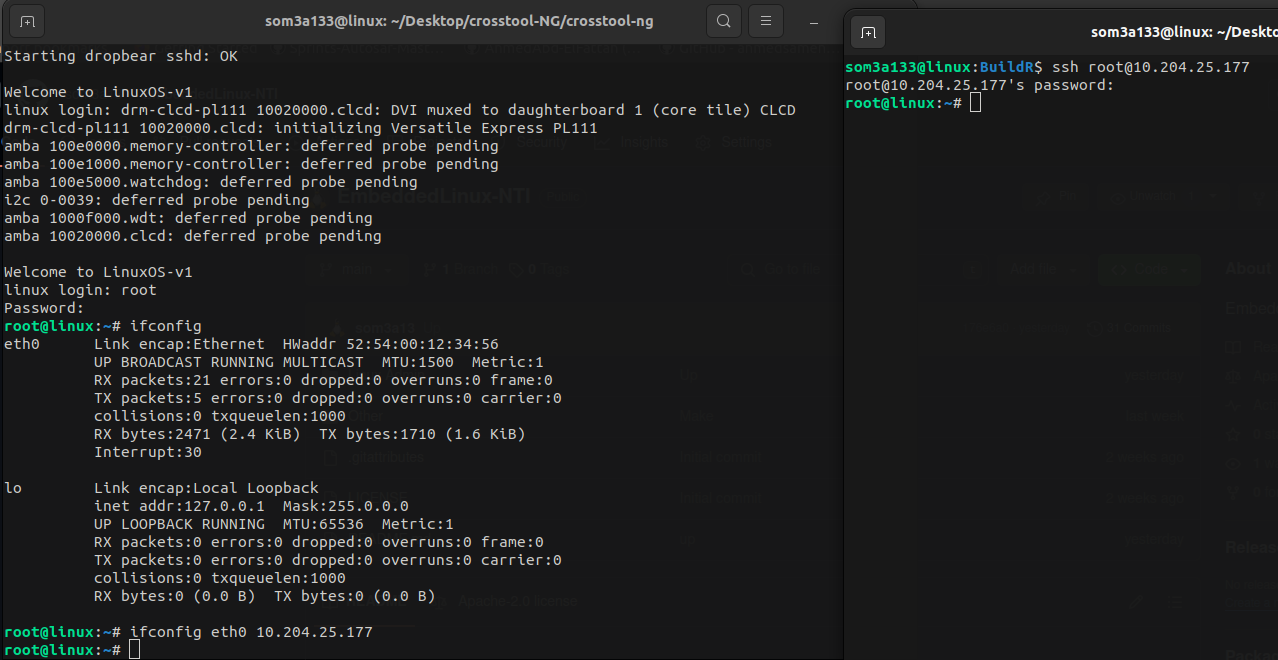 som3a133@linux: ~/Desktop/crosstool-NG/crosstool-ng
Starting dropbear sshd: OK
Welcome to LinuxOS-v1
linux login: drm-clcd-pl111 10020000.clcd: DVI muxed to daughterboard 1 (core tile) CLCD
drm-clcd-pl111 10020000.clcd: initializing Versatile Express PL111
amba 100e0000.memory-controller: deferred probe pending
amba 100e1000.memory-controller: deferred probe pending
amba 100e5000.watchdog: deferred probe pending
i2c 0-0039: deferred probe pending
amba 1000f000.wdt: deferred probe pending
amba 10020000.clcd: deferred probe pending
Welcome to LinuxOS-v1
linux login: root
Password:
root@linux:~# ifconfig
eth0      Link encap:Ethernet  HWaddr 52:54:00:12:34:56
          UP BROADCAST RUNNING MULTICAST  MTU:1500  Metric:1
          RX packets:21 errors:0 dropped:0 overruns:0 frame:0
          TX packets:5 errors:0 dropped:0 overruns:0 carrier:0
          collisions:0 txqueuelen:1000
          RX bytes:2471 (2.4 KiB)  TX bytes:1710 (1.6 KiB)
          Interrupt:30
lo        Link encap:Local Loopback
          inet addr:127.0.0.1  Mask:255.0.0.0
          UP LOOPBACK RUNNING  MTU:65536  Metric:1
          RX packets:0 errors:0 dropped:0 overruns:0 frame:0
          TX packets:0 errors:0 dropped:0 overruns:0 carrier:0
          collisions:0 txqueuelen:1000
          RX bytes:0 (0.0 B)  TX bytes:0 (0.0 B)
root@linux:~# ifconfig eth0 10.204.25.177
root@linux:~#
som3a133@linux: ~/Deskto
som3a133@linux:BuildR$ ssh root@10.204.25.177
root@10.204.25.177's password:
root@linux:~#
EmbeddedLinux-NTI
Insights
Settings
Apache-2.0 license
About